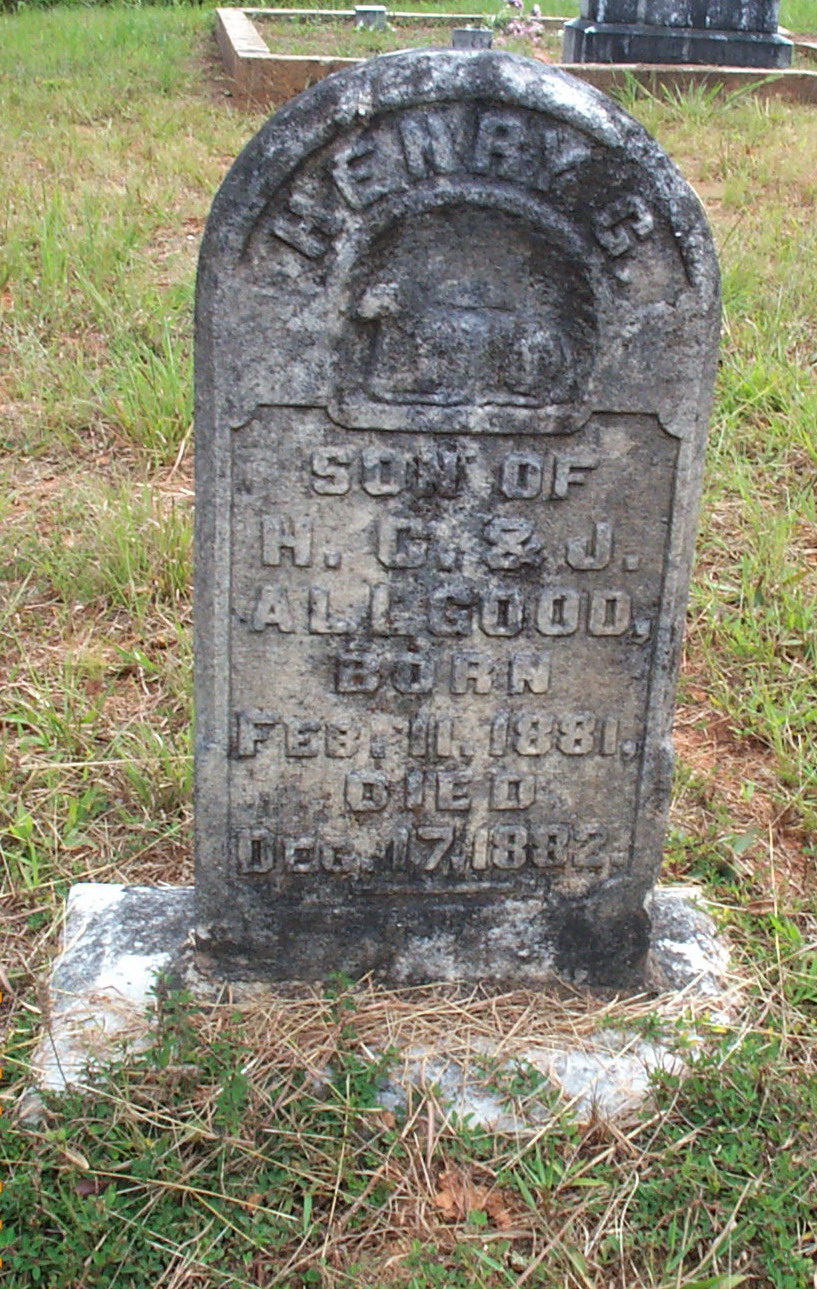 HENRY C.
SON OF
H. C. & J.
ALLGOOD,
BORN
FEB. 11, 1881,
DIED
DEC. 17, 1882.